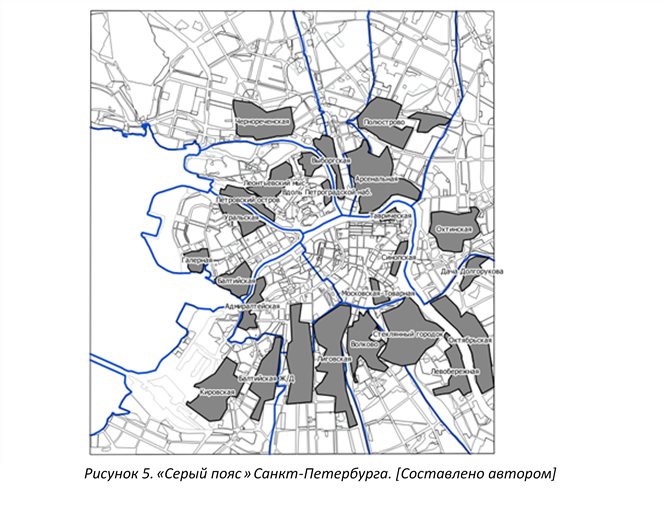 Чернореченская
Полюстрово
Выборгская
Арсенальная
Леонтьевский мыс
Вдоль Петроградской наб.
Петровский остров
Уральская
Таврическая
Охтинская
Галерная
Синопская
Дача Долгорукова
Балтийская
Московская-Товарная
Адмиралтейская
Стеклянный городок
Октябрьская
Волково
Лиговская
Левобережная
Балтийская Ж/Д
Кировская
Рисунок 5. «Серый пояс» Санкт-Петербурга. [Составлено автором]